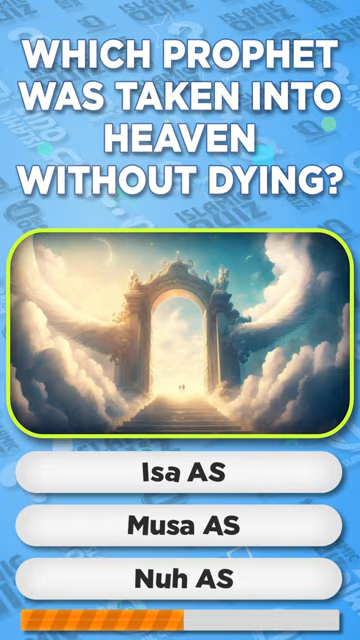 WHICH PROPHET
WAS TAKEN INTO
HEAVEN
WITHOUT DYING?
Isa AS
Musa AS
Nuh AS